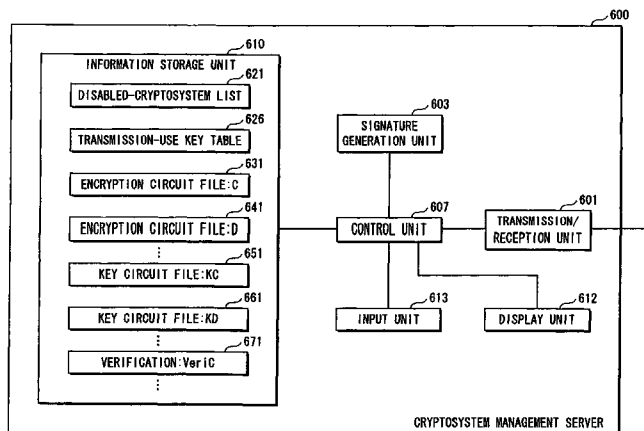 600
610
INFORMATION STORAGE UNIT
621
DISABLED-CRYPTOSYSTEM LIST
626
TRANSMISSION-USE KEY TABLE
631
ENCRYPTION CIRCUIT FILE:C
641
ENCRYPTION CIRCUIT FILE:D
651
KEY CIRCUIT FILE:KC
661
KEY CIRCUIT FILE:KD
671
VERIFICATION:VeriC
603
SIGNATURE
GENERATION UNIT
607
CONTROL UNIT
601
TRANSMISSION/
RECEPTION UNIT
613
INPUT UNIT
612
DISPLAY UNIT
CRYPTOSYSTEM MANAGEMENT SERVER